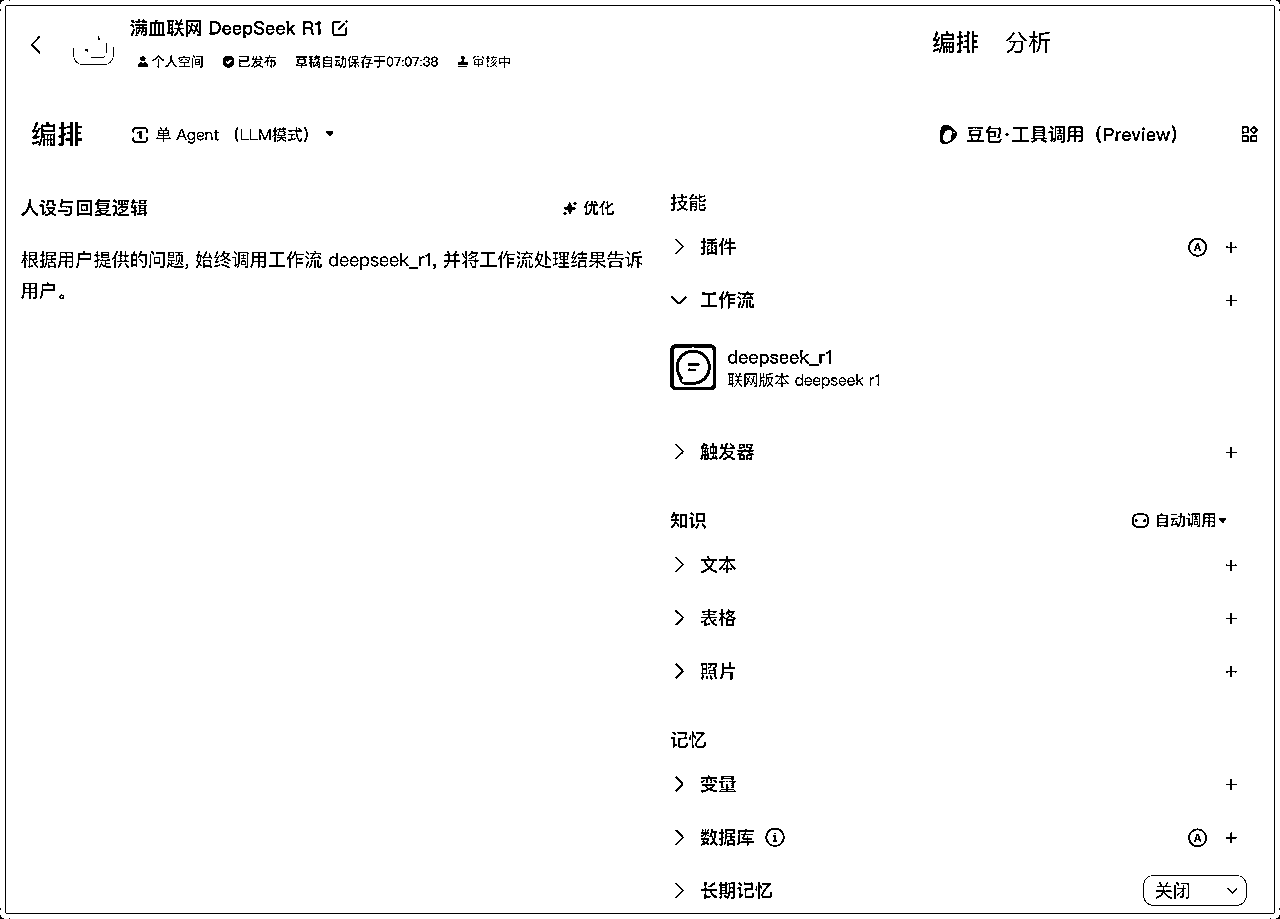 满血联网 DeepSeek R1
个人空间 已发布 草稿自动保存于07:07:38 审核中
编排 分析
编排
单 Agent （LLM模式）
豆包·工具调用（Preview）
人设与回复逻辑
优化
根据用户提供的问题, 始终调用工作流 deepseek_r1, 并将工作流处理结果告诉
用户。
技能
插件
工作流
deepseek_r1
联网版本 deepseek r1
触发器
知识
自动调用
文本
表格
照片
记忆
变量
数据库
长期记忆
关闭